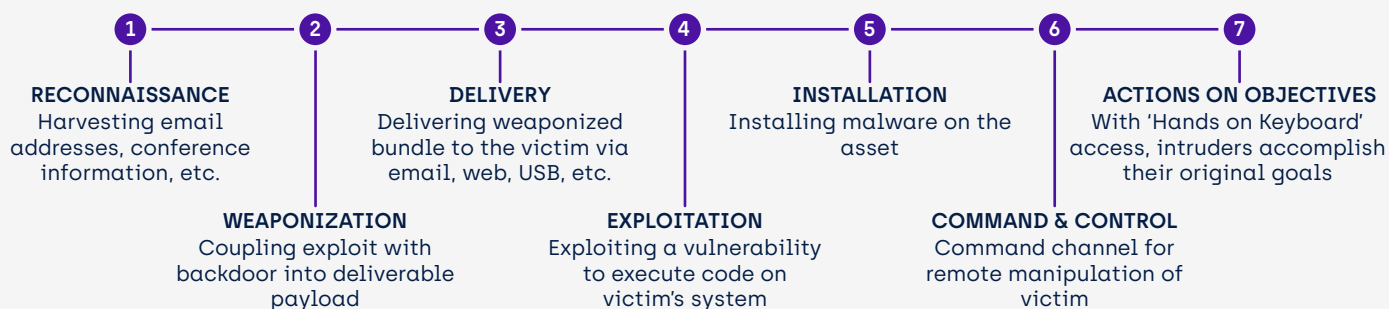 1
2
3
4
5
6
7
RECONNAISSANCE
Harvesting email
addresses, conference
information, etc.
WEAPONIZATION
Coupling exploit with
backdoor into deliverable
payload
DELIVERY
Delivering weaponized
bundle to the victim via
email, web, USB, etc.
EXPLOITATION
Exploiting a vulnerability
to execute code on
victim's system
INSTALLATION
Installing malware on the
asset
COMMAND & CONTROL
Command channel for
remote manipulation of
victim
ACTIONS ON OBJECTIVES
With ‘Hands on Keyboard’
access, intruders accomplish
their original goals